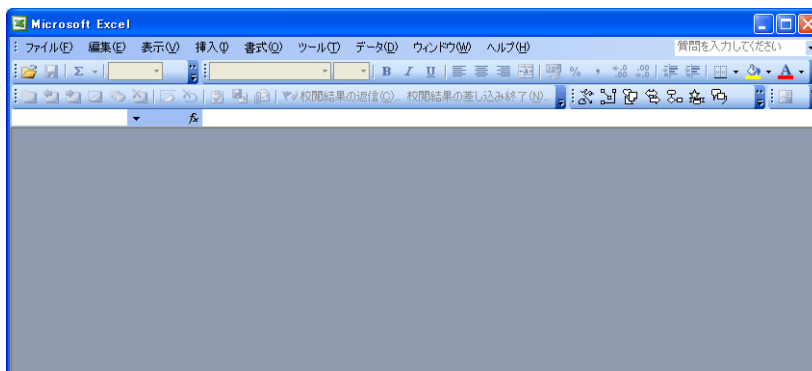 Microsoft Excel
ファイル(F) 編集(E) 表示(V) 挿入(I) 書式(O) ツール(T) データ(D) ウィンドウ(W) ヘルプ(H) 質問を入力してください
Σ B I U % ,
校閲結果の返信(C)... 校閲結果の差し込み終了(N)...
fx